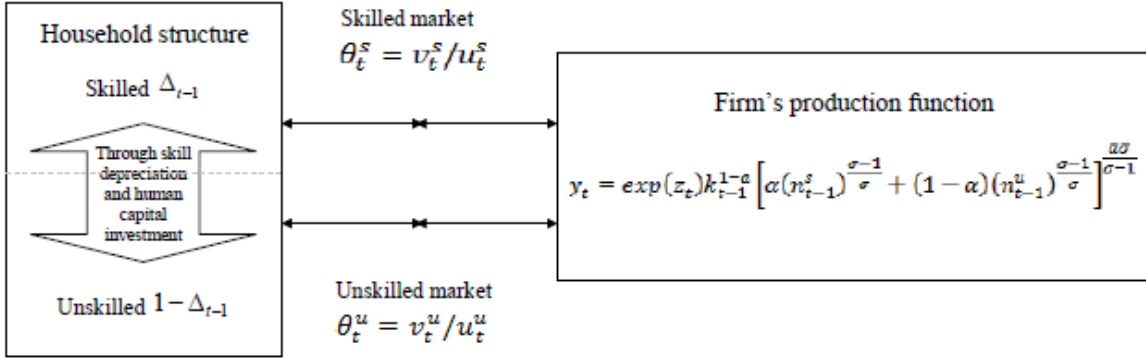 Household structure
Skilled Δ_{t−1}
Through skill
depreciation
and human
capital
investment
Unskilled 1 − Δ_{t−1}
Skilled market
θ_t^s = v_t^s/u_t^s
Unskilled market
θ_t^u = v_t^u/u_t^u
Firm's production function
y_t = exp(z_t)k_{t−1}^{1−a}[α(n_{t−1}^s)^{(σ−1)/σ} + (1 − α)(n_{t−1}^u)^{(σ−1)/σ}]^{aσ/(σ−1)}